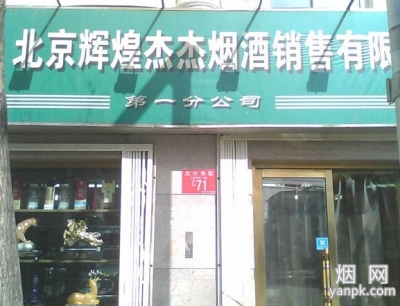 北京辉煌杰杰烟酒销售有限
第一分公司
71
烟网
yanpk.com